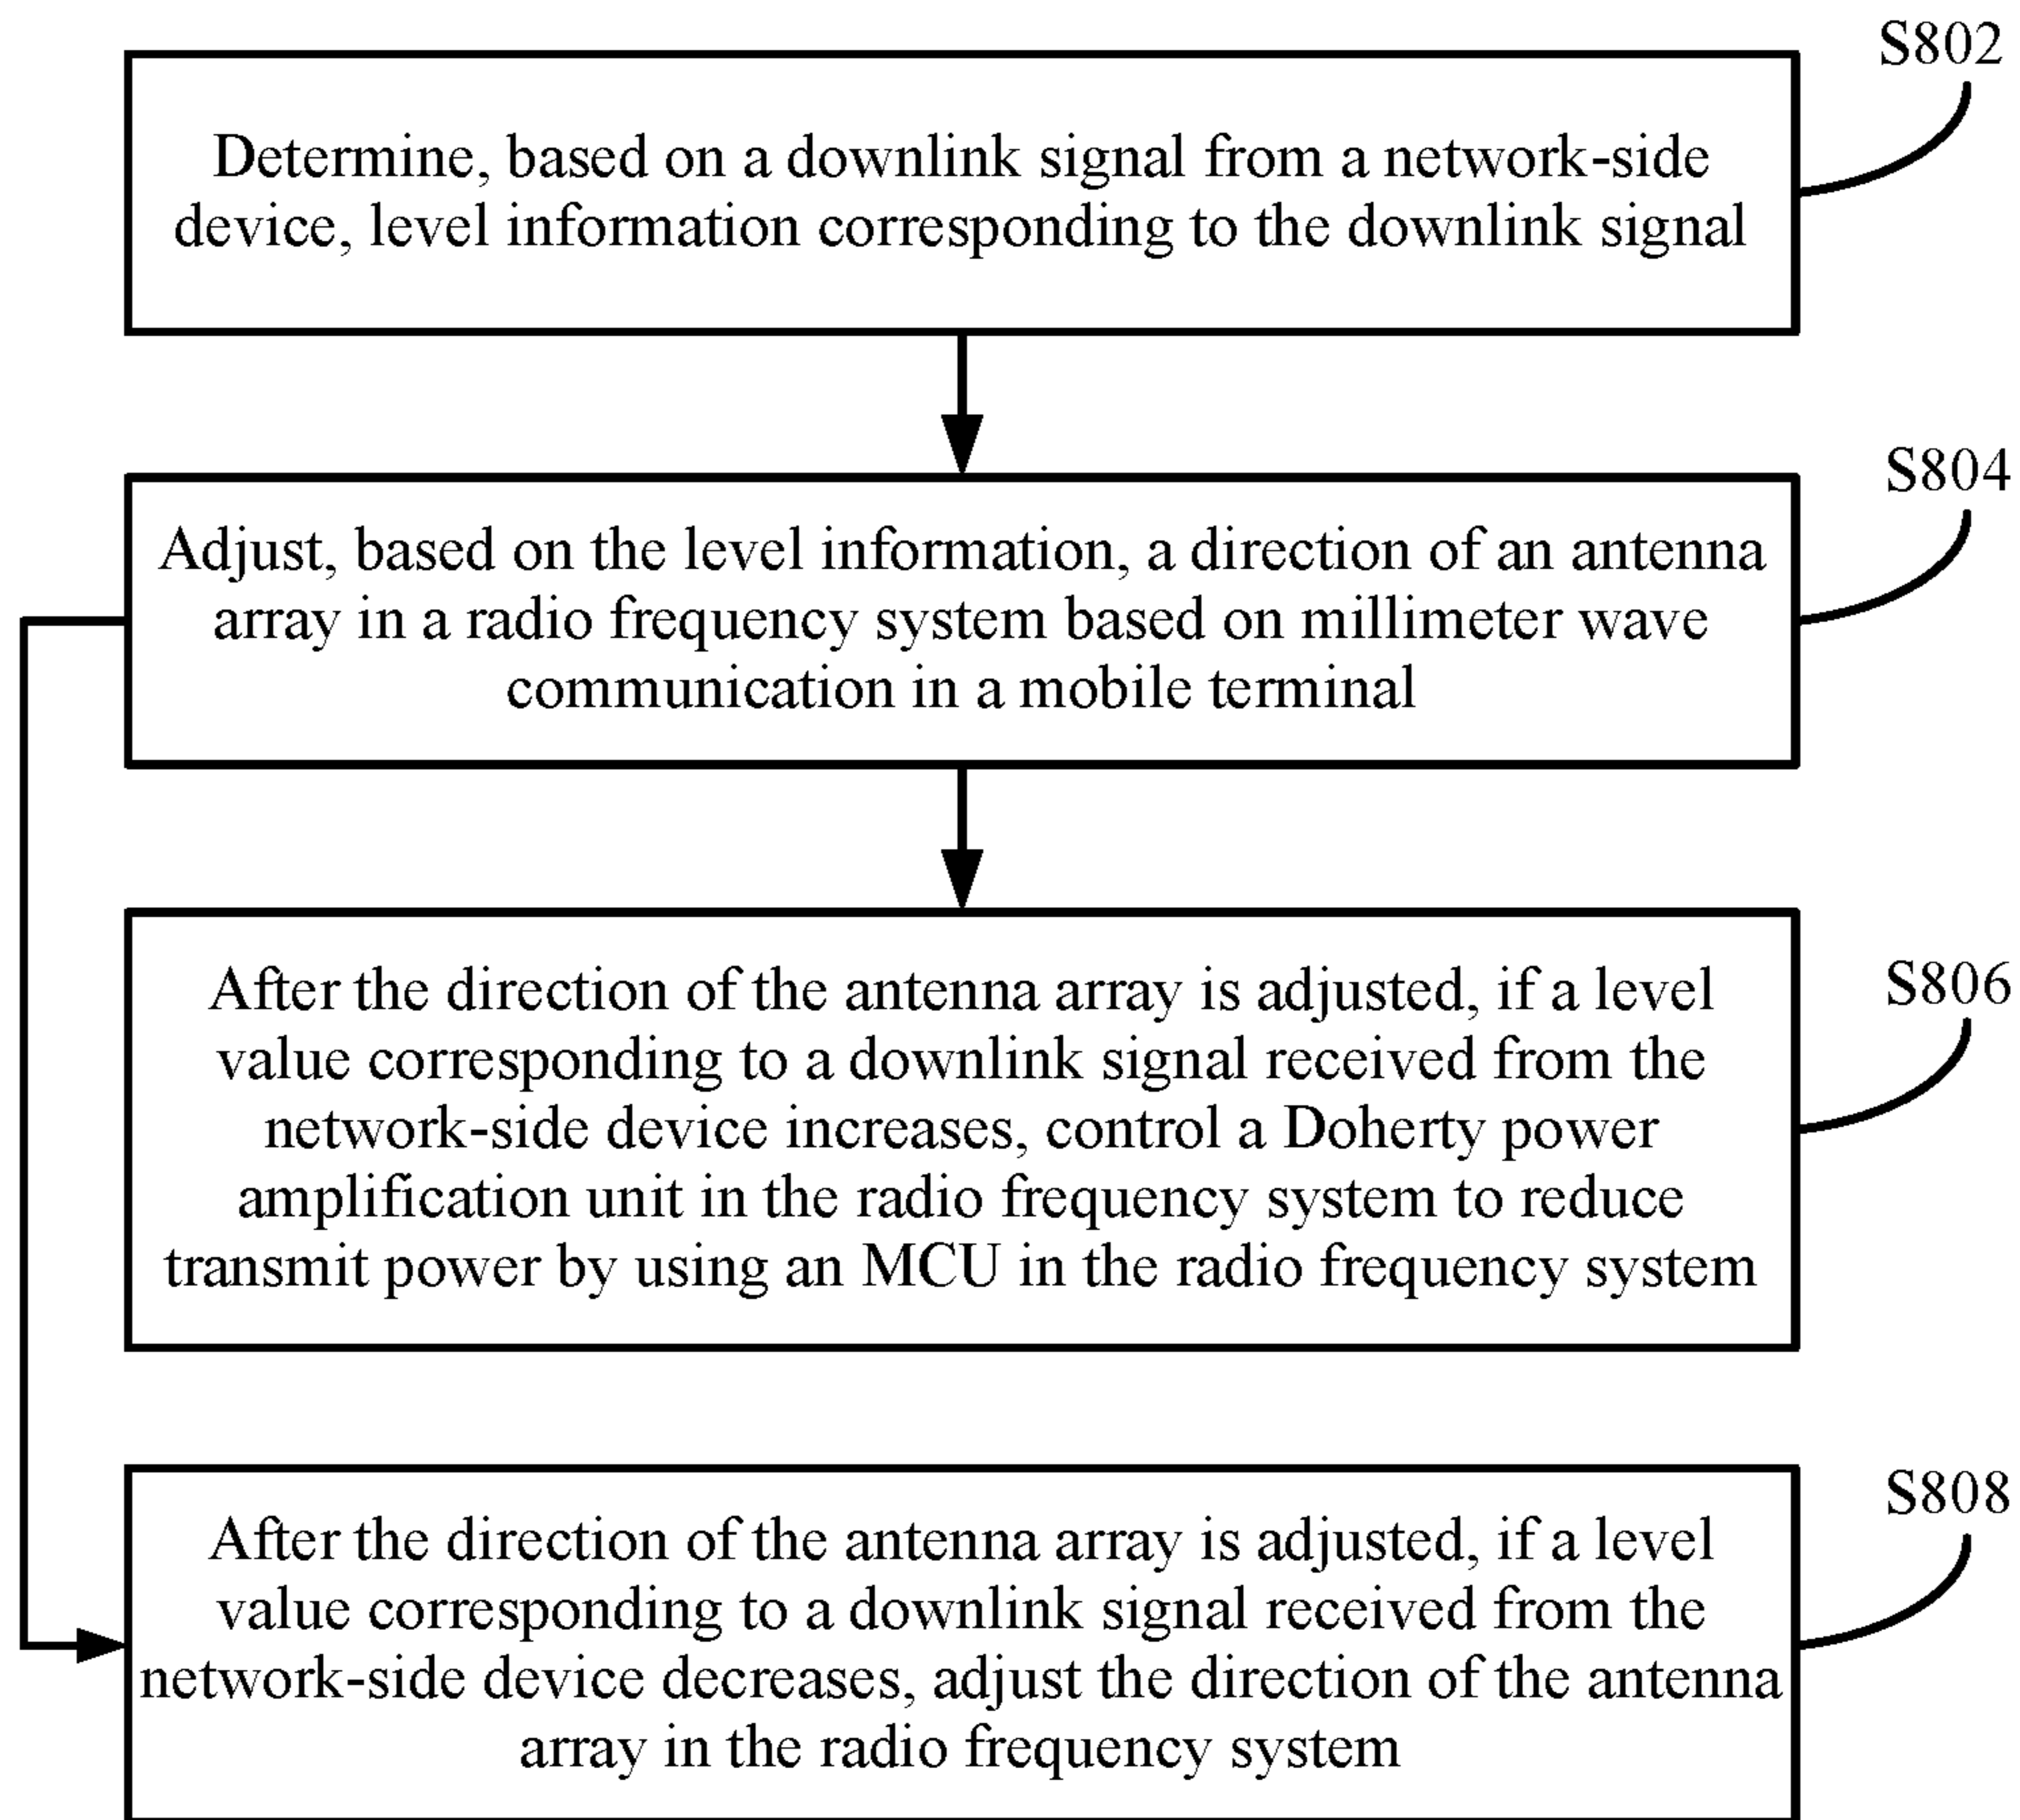 S802
Determine, based on a downlink signal from a network-side
device, level information corresponding to the downlink signal
S804
Adjust, based on the level information, a direction of an antenna
array in a radio frequency system based on millimeter wave
communication in a mobile terminal
S806
After the direction of the antenna array is adjusted, if a level
value corresponding to a downlink signal received from the
network-side device increases, control a Doherty power
amplification unit in the radio frequency system to reduce
transmit power by using an MCU in the radio frequency system
S808
After the direction of the antenna array is adjusted, if a level
value corresponding to a downlink signal received from the
network-side device decreases, adjust the direction of the antenna
array in the radio frequency system